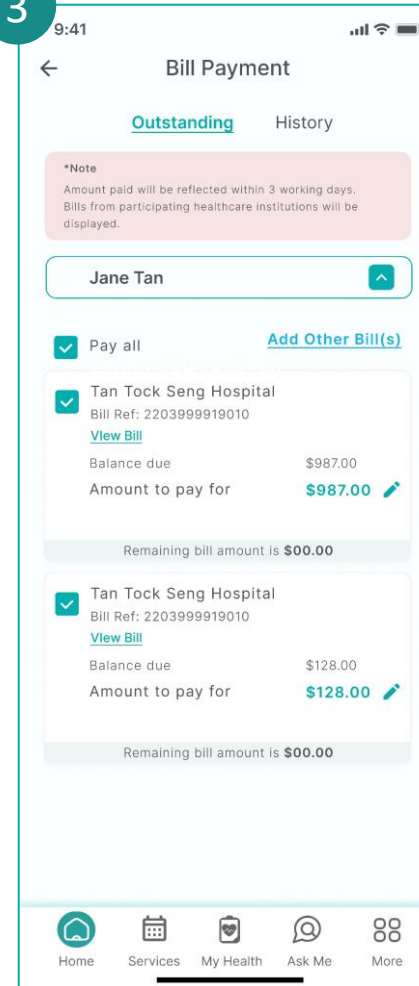 3
9:41
Bill Payment
Outstanding History
*Note
Amount paid will be reflected within 3 working days.
Bills from participating healthcare institutions will be
displayed.
Jane Tan
Pay all Add Other Bill(s)
Tan Tock Seng Hospital
Bill Ref: 2203999919010
VIew Bill
Balance due $987.00
Amount to pay for $987.00
Remaining bill amount is $00.00
Tan Tock Seng Hospital
Bill Ref: 2203999919010
VIew Bill
Balance due $128.00
Amount to pay for $128.00
Remaining bill amount is $00.00
Home Services My Health Ask Me More